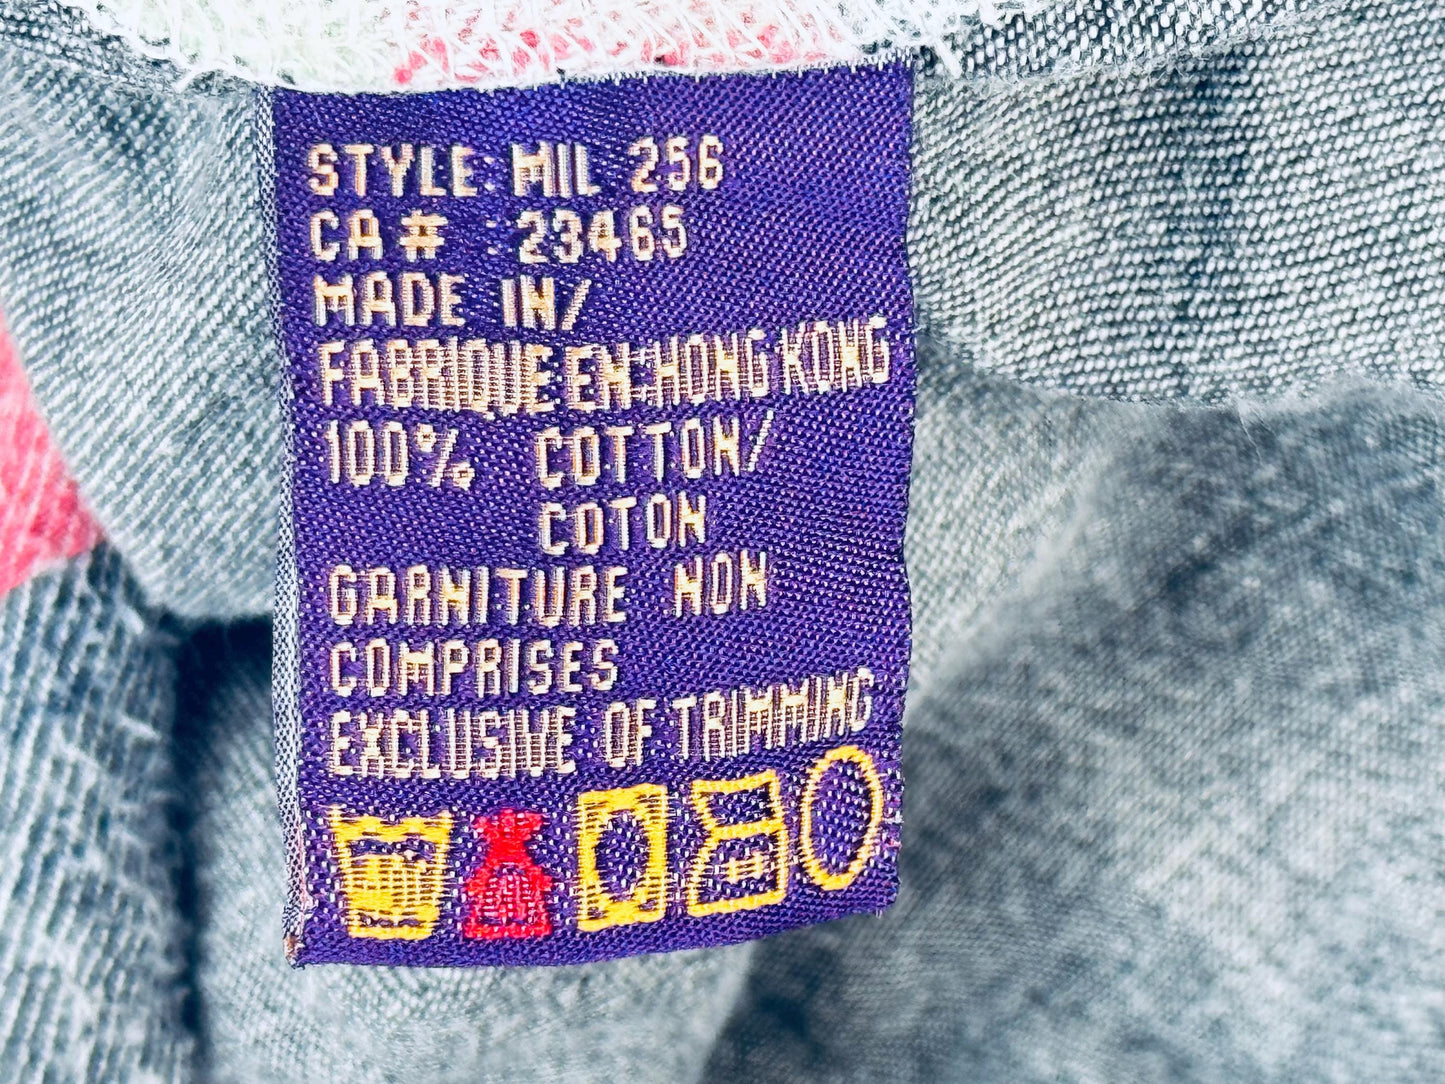 STYLE: MIL 256
CA# : 23465
MADE IN/
FABRIQUE EN:HONG KONG
100% COTTON/
COTON
GARNITURE NON
COMPRISES
EXCLUSIVE OF TRIMMING